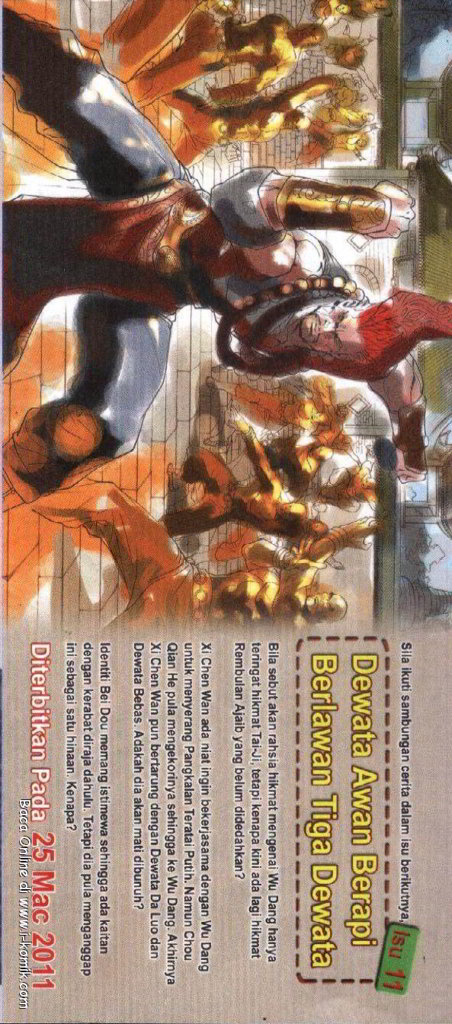 Sila ikuti sambungan cerita dalam isu berikutnya,
Isu 11
Dewata Awan Berapi
Berlawan Tiga Dewata
Bila sebut akan rahsia hikmat mengenai Wu Dang hanya
teringat hikmat Tai-Ji; tetapi kenapa kini ada lagi hikmat
Rembulan Ajaib yang belum didedahkan?
Xi Chen Wan ada niat ingin bekerjasama dengan Wu Dang
untuk menyerang Pangkalan Teratai Putih. Namun Chou
Qian He pula mengekorinya sehingga ke Wu Dang. Akhirnya
Xi Chen Wan pun bertarung dengan Dewata Da Luo dan
Dewata Bebas. Adakah dia akan mati dibunuh?
Identiti Bei Dou memang istimewa sehingga ada kaitan
dengan kerabat diraja dahulu. Tetapi dia pula menganggap
ini sebagai satu hinaan. Kenapa?
Diterbitkan Pada 25 Mac 2011
Baca Online di www.i-komik.com